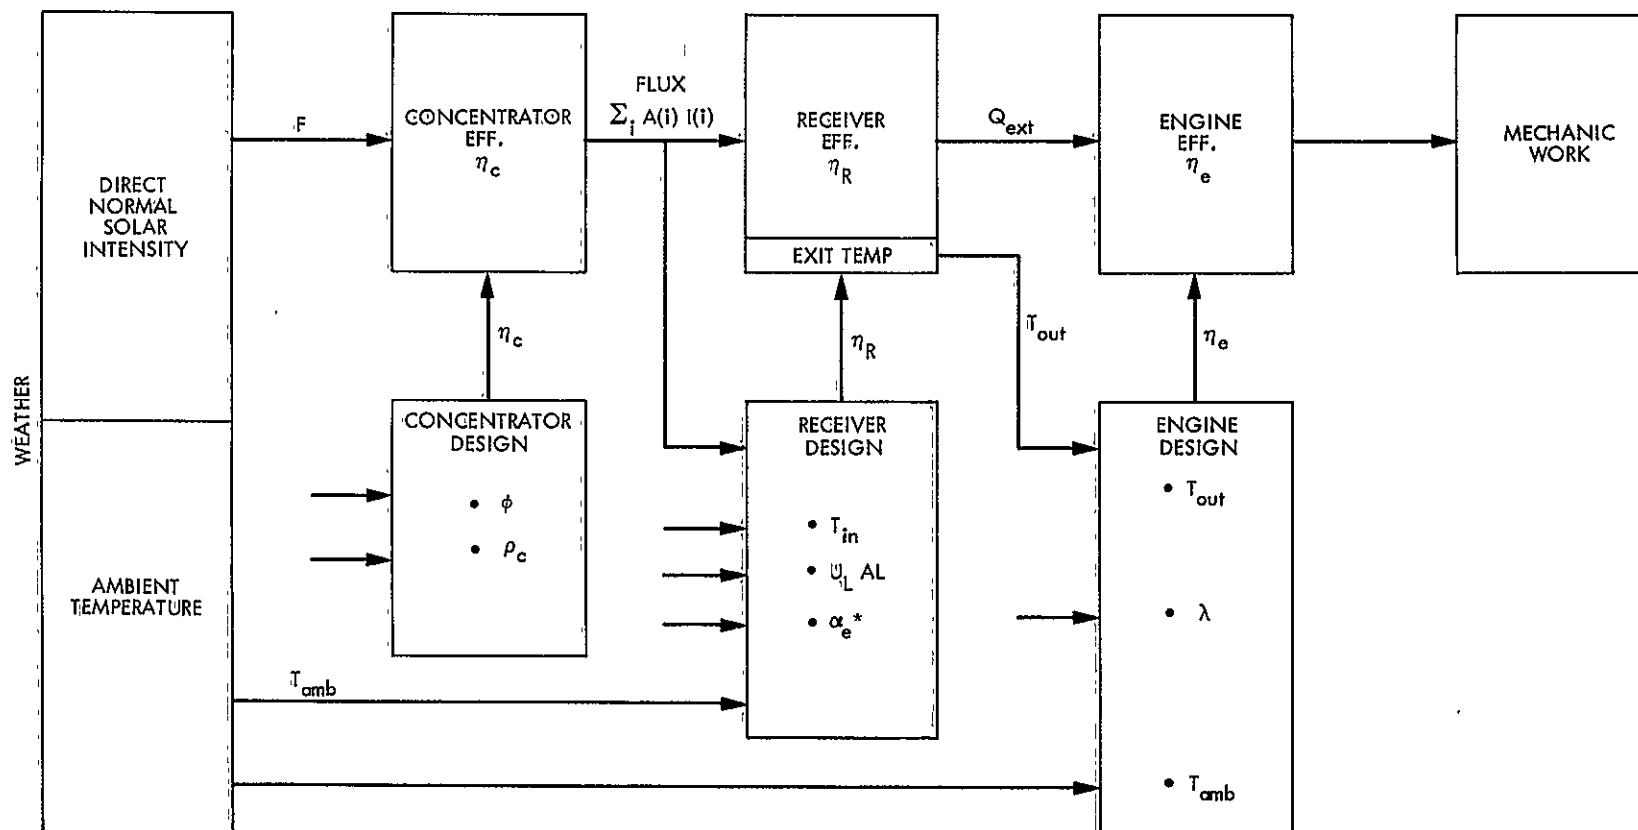 WEATHER
DIRECT
NORMAL
SOLAR
INTENSITY
AMBIENT
TEMPERATURE
F
CONCENTRATOR
EFF.
η_c
FLUX
Σ_i A(i) I(i)
RECEIVER
EFF.
η_R
EXIT TEMP
Q_ext
ENGINE
EFF.
η_e
MECHANIC
WORK
η_c
η_R
T_out
η_e
CONCENTRATOR
DESIGN
• ϕ
• ρ_c
RECEIVER
DESIGN
• T_in
• U_L AL
• α_e*
ENGINE
DESIGN
• T_out
• λ
• T_amb
T_amb